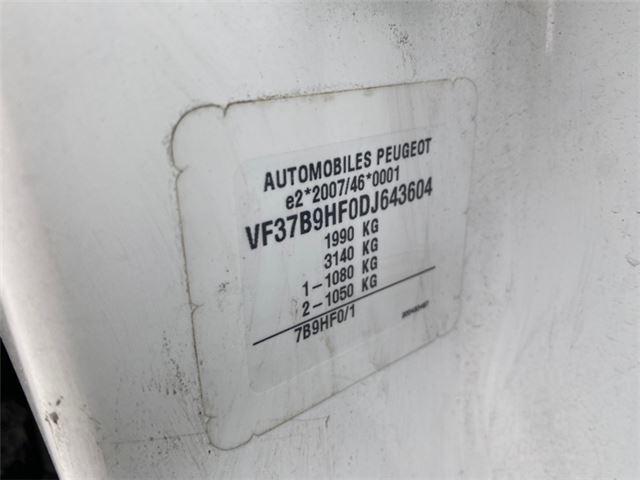 AUTOMOBILES PEUGEOT
e2*2007/46*0001
VF37B9HF0DJ643604
1990 KG
3140 KG
1-1080 KG
2-1050 KG
7B9HF0/1